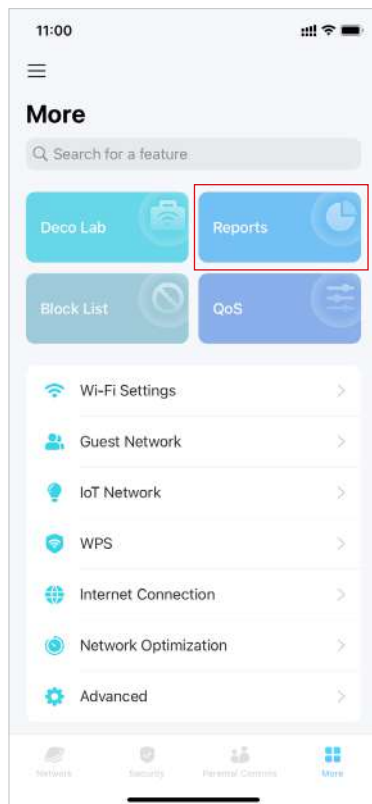 11:00
More
Search for a feature
Deco Lab
Reports
Block List
QoS
Wi-Fi Settings
Guest Network
IoT Network
WPS
Internet Connection
Network Optimization
Advanced
Network
Security
Parental Controls
More